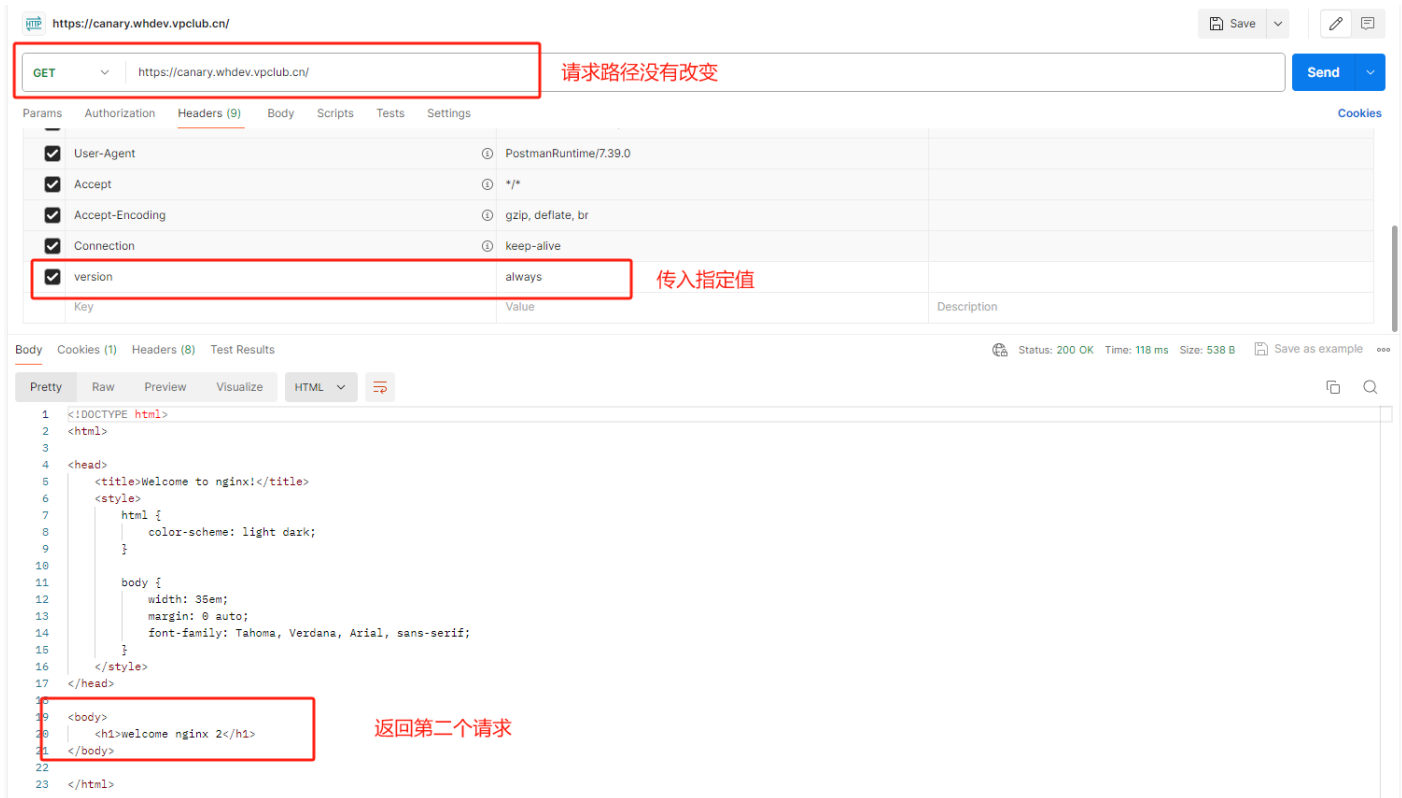 HTTP https://canary.whdev.vpclub.cn/ Save
GET https://canary.whdev.vpclub.cn/ 请求路径没有改变 Send
Params Authorization Headers (9) Body Scripts Tests Settings Cookies
User-Agent PostmanRuntime/7.39.0
Accept */*
Accept-Encoding gzip, deflate, br
Connection keep-alive
version always 传入指定值
Key Value Description
Body Cookies (1) Headers (8) Test Results Status: 200 OK Time: 118 ms Size: 538 B Save as example
Pretty Raw Preview Visualize HTML
1 <!DOCTYPE html>
2 <html>
3
4 <head>
5 <title>Welcome to nginx!</title>
6 <style>
7 html {
8 color-scheme: light dark;
9 }
10
11 body {
12 width: 35em;
13 margin: 0 auto;
14 font-family: Tahoma, Verdana, Arial, sans-serif;
15 }
16 </style>
17 </head>
18
19 <body>
20 <h1>welcome nginx 2</h1> 返回第二个请求
21 </body>
22
23 </html>